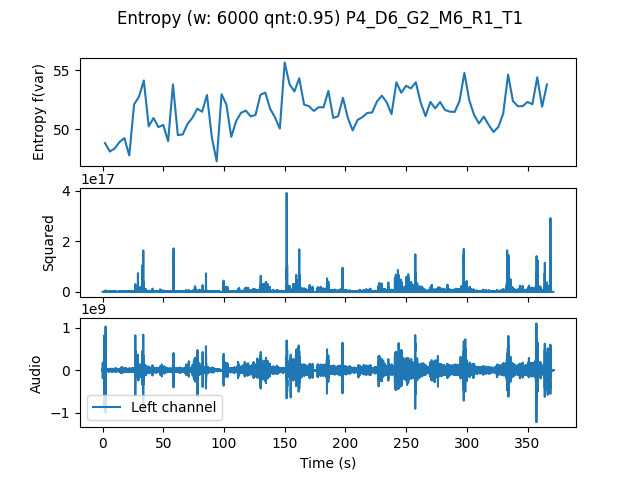 Entropy (w: 6000 qnt:0.95) P4_D6_G2_M6_R1_T1
55
50
Entropy f(var)
1e17
4
2
0
Squared
1e9
1
0
−1
Audio
Left channel
0 50 100 150 200 250 300 350
Time (s)